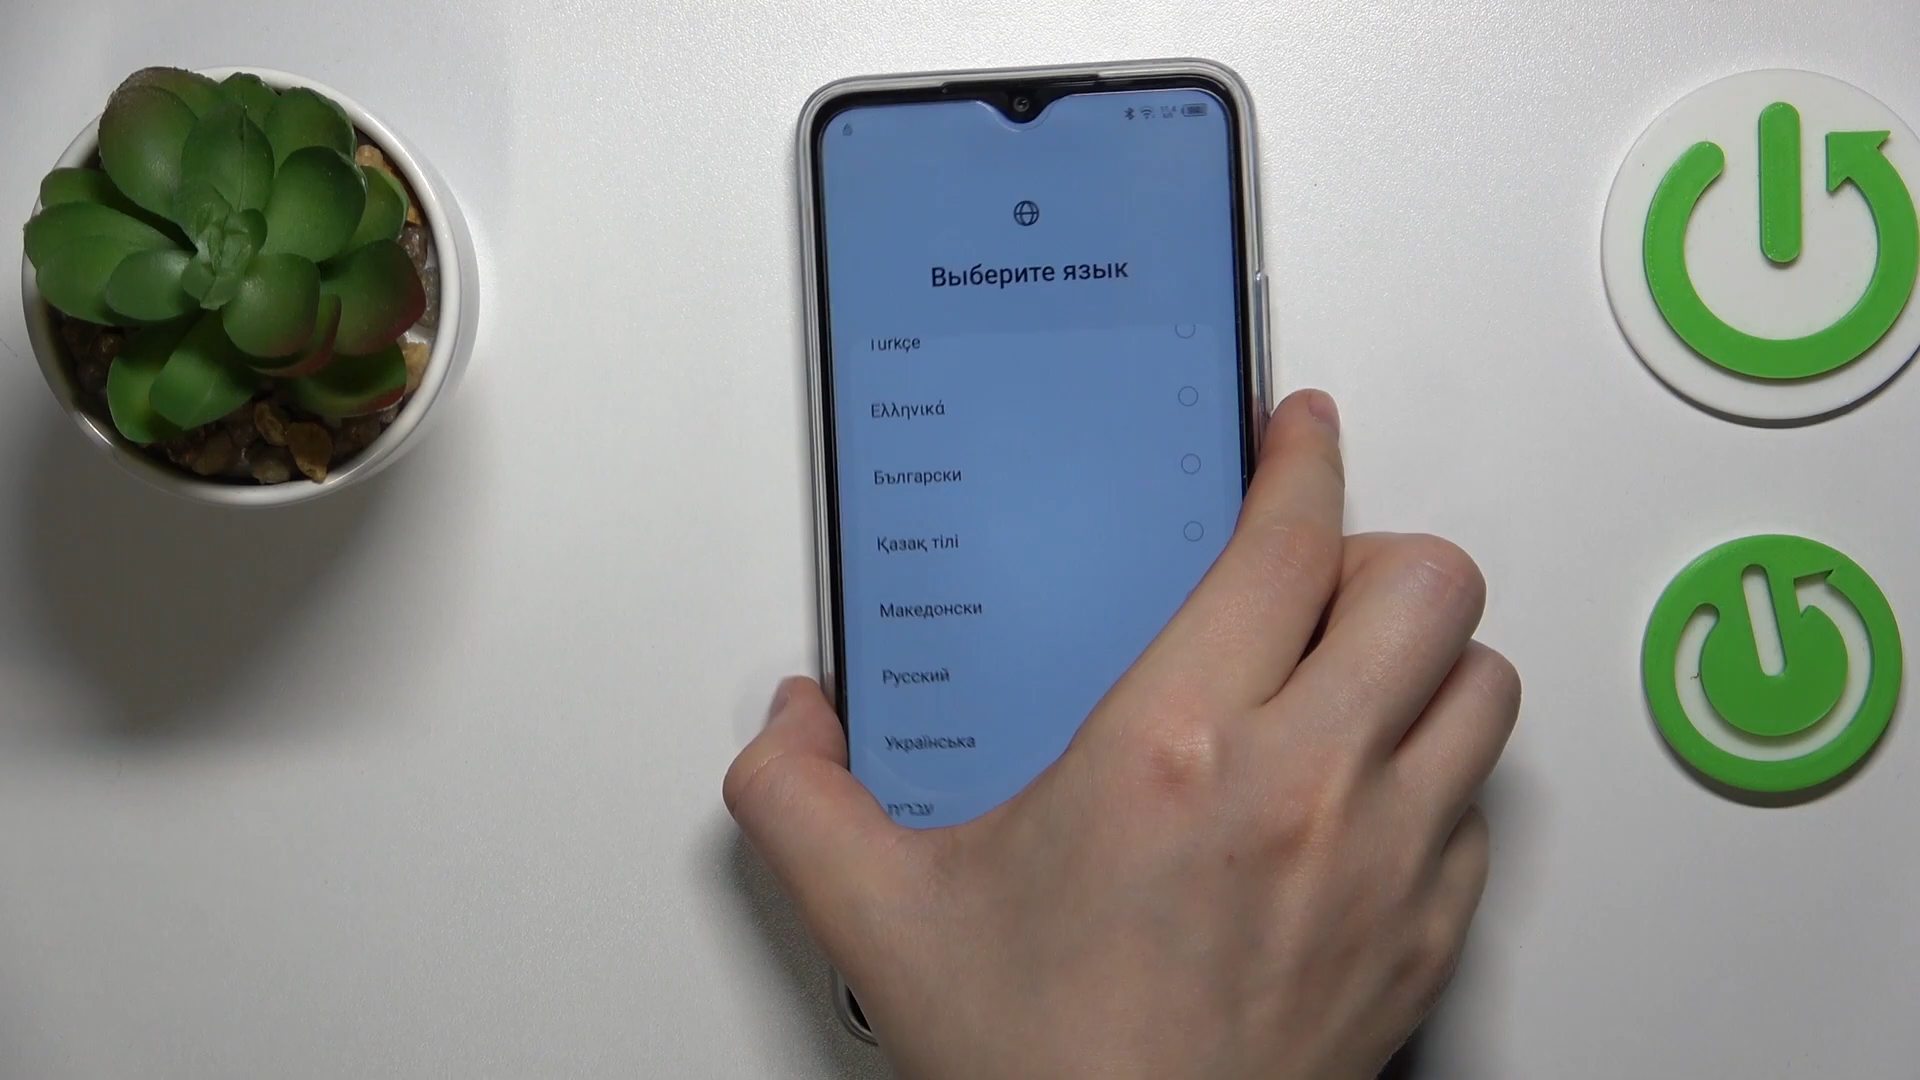 Выберите язык
Türkçe
Ελληνικά
Български
Қазақ тілі
Македонски
Русский
Українська
עברית